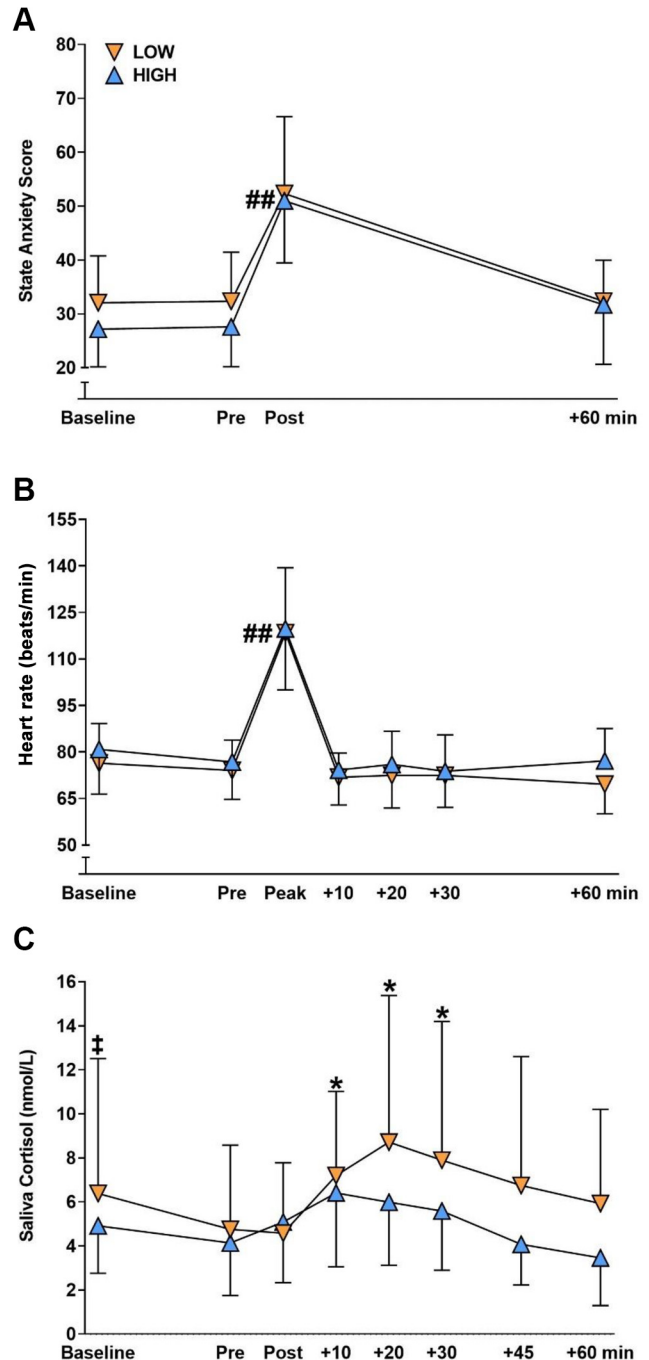 A
80
LOW
HIGH
70
60
50
40
30
20
State Anxiety Score
##
Baseline Pre Post +60 min
B
155
140
125
110
95
80
65
50
Heart rate (beats/min)
##
Baseline Pre Peak +10 +20 +30 +60 min
C
16
14
12
10
8
6
4
2
0
Saliva Cortisol (nmol/L)
‡
*
*
*
Baseline Pre Post +10 +20 +30 +45 +60 min